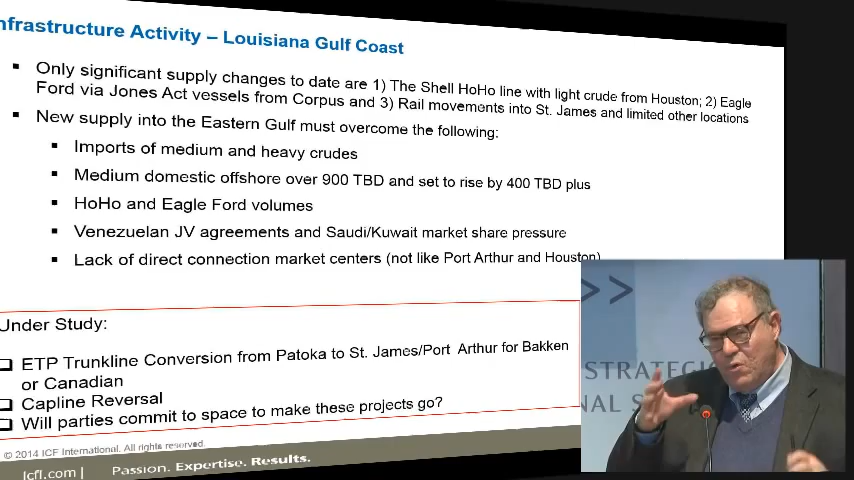 nfrastructure Activity – Louisiana Gulf Coast
Only significant supply changes to date are 1) The Shell HoHo line with light crude from Houston; 2) Eagle
Ford via Jones Act vessels from Corpus and 3) Rail movements into St. James and limited other locations
New supply into the Eastern Gulf must overcome the following:
Imports of medium and heavy crudes
Medium domestic offshore over 900 TBD and set to rise by 400 TBD plus
HoHo and Eagle Ford volumes
Venezuelan JV agreements and Saudi/Kuwait market share pressure
Lack of direct connection market centers (not like Port Arthur and Houston)
Under Study:
ETP Trunkline Conversion from Patoka to St. James/Port Arthur for Bakken
or Canadian
Capline Reversal
Will parties commit to space to make these projects go?
© 2014 ICF International. All rights reserved.
icfi.com | Passion. Expertise. Results.
>>
STRATEGI
NAL S